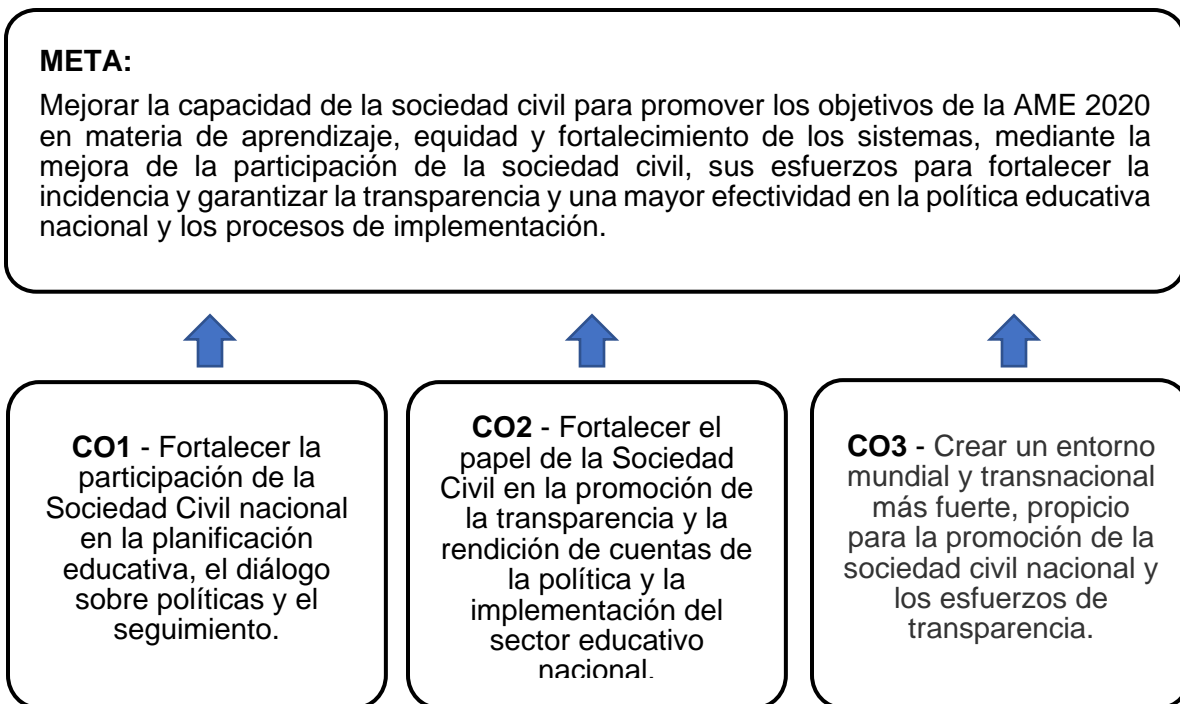 META:
Mejorar la capacidad de la sociedad civil para promover los objetivos de la AME 2020
en materia de aprendizaje, equidad y fortalecimiento de los sistemas, mediante la
mejora de la participación de la sociedad civil, sus esfuerzos para fortalecer la
incidencia y garantizar la transparencia y una mayor efectividad en la política educativa
nacional y los procesos de implementación.
CO1 - Fortalecer la
participación de la
Sociedad Civil nacional
en la planificación
educativa, el diálogo
sobre políticas y el
seguimiento.
CO2 - Fortalecer el
papel de la Sociedad
Civil en la promoción de
la transparencia y la
rendición de cuentas de
la política y la
implementación del
sector educativo
nacional.
CO3 - Crear un entorno
mundial y transnacional
más fuerte, propicio
para la promoción de la
sociedad civil nacional y
los esfuerzos de
transparencia.